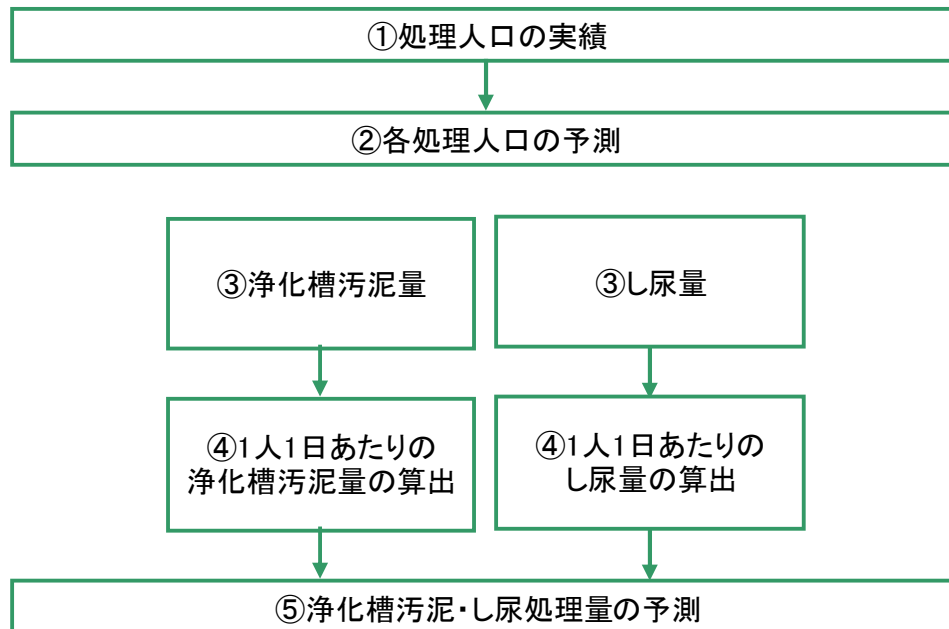 ①処理人口の実績
②各処理人口の予測
③浄化槽汚泥量
③し尿量
④1人1日あたりの
浄化槽汚泥量の算出
④1人1日あたりの
し尿量の算出
⑤浄化槽汚泥・し尿処理量の予測